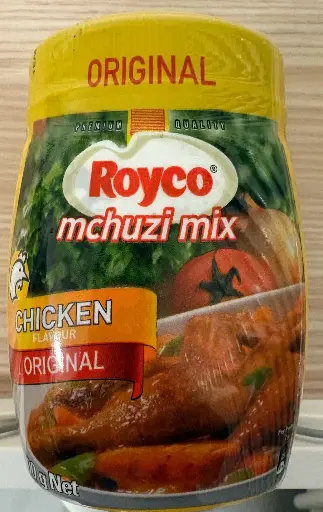 ORIGINAL
PREMIUM QUALITY
Royco®
mchuzi mix
CHICKEN
FLAVOUR
ORIGINAL
g Net